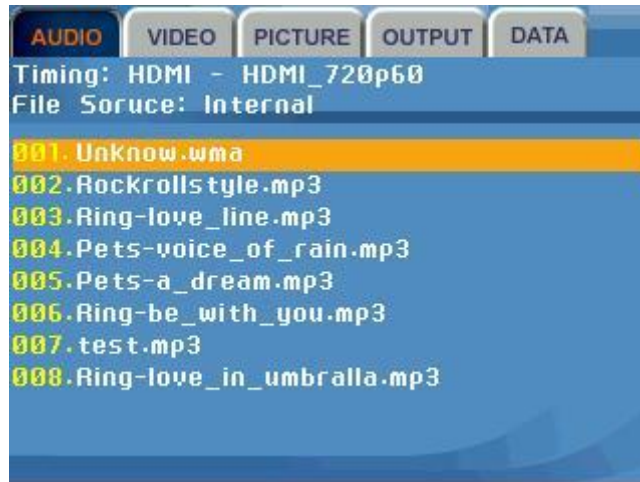 AUDIO VIDEO PICTURE OUTPUT DATA
Timing: HDMI - HDMI_720p60
File Soruce: Internal
001. Unknow.wma
002.Rockrollstyle.mp3
003.Ring-love_line.mp3
004.Pets-voice_of_rain.mp3
005.Pets-a_dream.mp3
006.Ring-be_with_you.mp3
007.test.mp3
008.Ring-love_in_umbralla.mp3